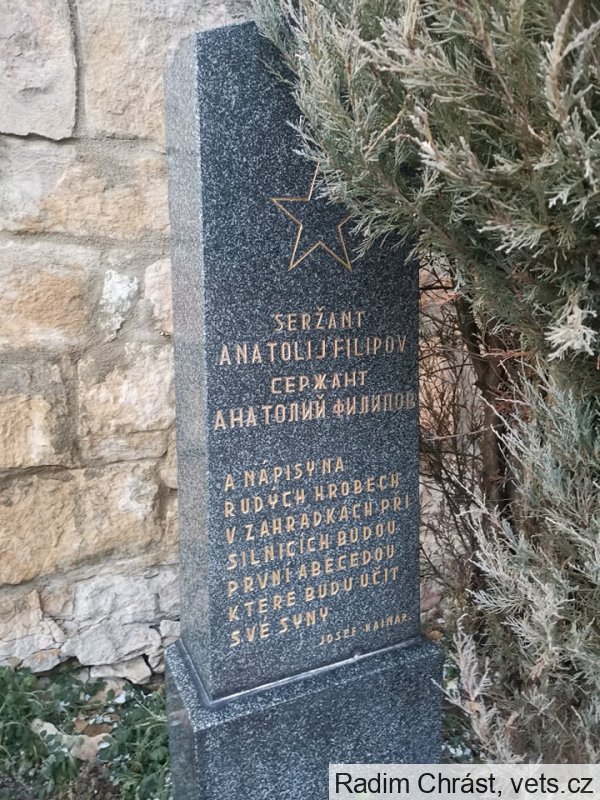 SERŽANT
ANATOLIJ FILIPOV
СЕРЖАНТ
АНАТОЛИЙ ФИЛИПОВ
A NÁPISY NA
RUDÝCH HROBECH
V ZAHRÁDKÁCH PŘI
SILNICÍCH BUDOU
PRVNÍ ABECEDOU
KTERÉ BUDU UČIT
SVÉ SYNY
JOSEF KAINAR.
Radim Chrást, vets.cz